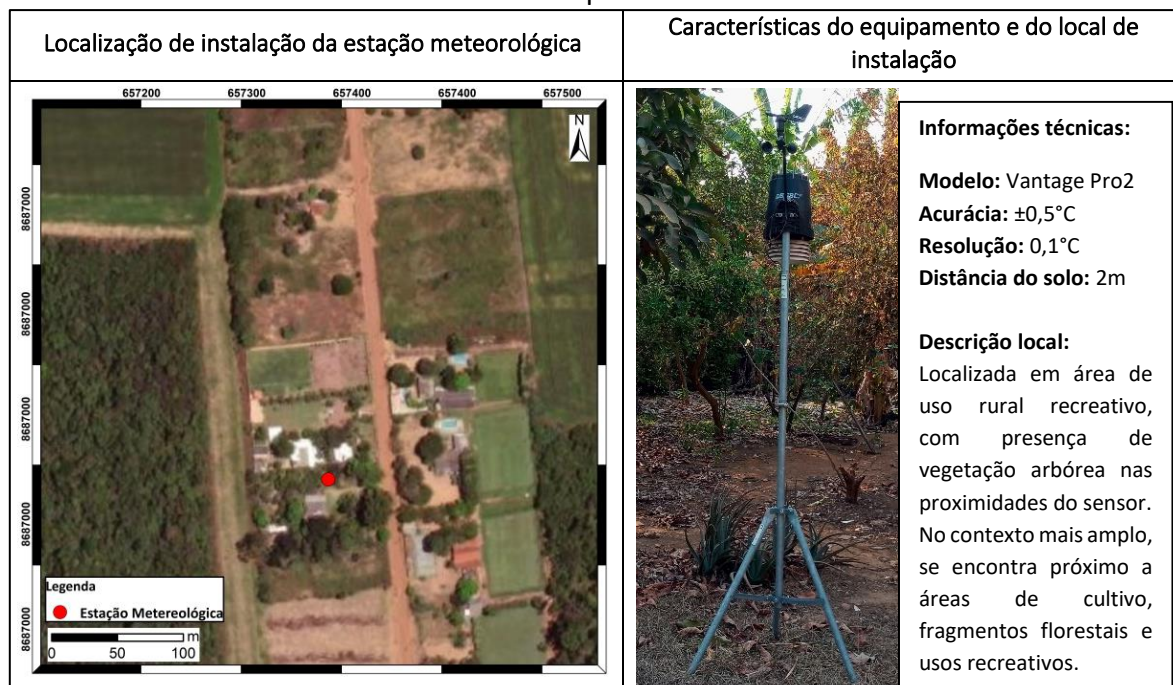 Localização de instalação da estação meteorológica
Características do equipamento e do local de
instalação
657200 657300 657400 657400 657500
N
8687000
8687000
8687000
8687000
8687000
8687000
Legenda
Estação Metereológica
m
0 50 100
Informações técnicas:
Modelo: Vantage Pro2
Acurácia: ±0,5°C
Resolução: 0,1°C
Distância do solo: 2m
Descrição local:
Localizada em área de
uso rural recreativo,
com presença de
vegetação arbórea nas
proximidades do sensor.
No contexto mais amplo,
se encontra próximo a
áreas de cultivo,
fragmentos florestais e
usos recreativos.